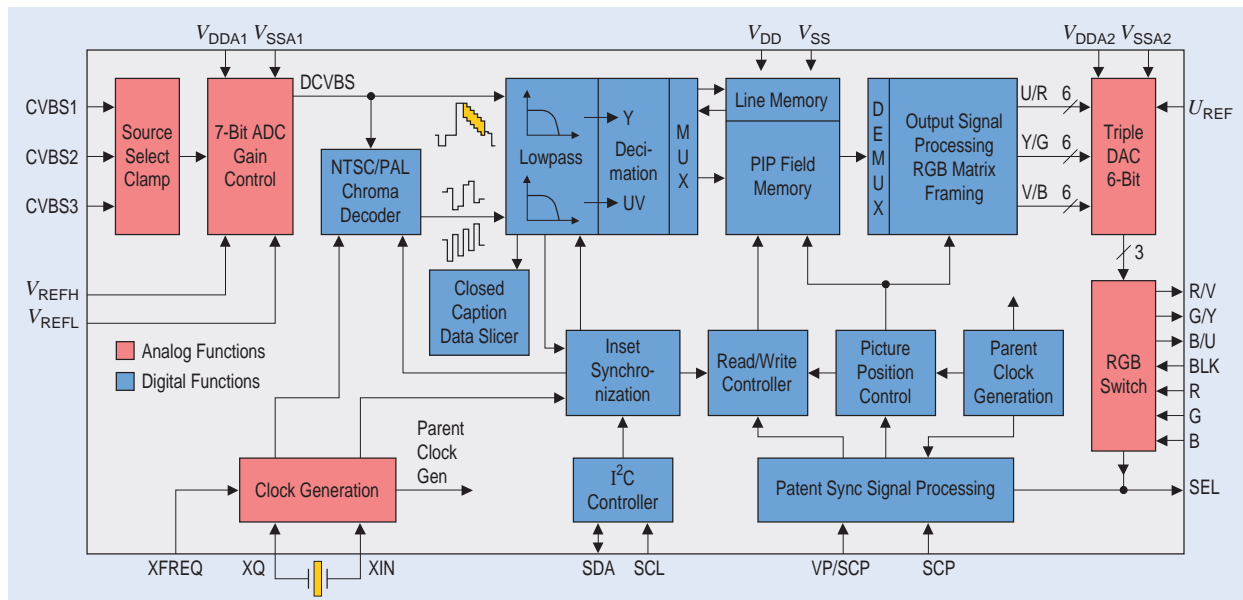 VDDA1
VSSA1
VDD
VSS
VDDA2
VSSA2
CVBS1
CVBS2
CVBS3
Source
Select
Clamp
7-Bit ADC
Gain
Control
DCVBS
NTSC/PAL
Chroma
Decoder
Lowpass
Y
Deci-
mation
UV
MUX
Line Memory
PIP Field
Memory
DEMUX
Output Signal
Processing
RGB Matrix
Framing
U/R 6
Y/G 6
V/B 6
Triple
DAC
6-Bit
UREF
3
VREFH
VREFL
Closed
Caption
Data Slicer
Analog Functions
Digital Functions
Inset
Synchro-
nization
Read/Write
Controller
Picture
Position
Control
Parent
Clock
Generation
RGB
Switch
R/V
G/Y
B/U
BLK
R
G
B
Clock Generation
Parent
Clock
Gen
I2C
Controller
Patent Sync Signal Processing
SEL
XFREQ
XQ
XIN
SDA
SCL
VP/SCP
SCP